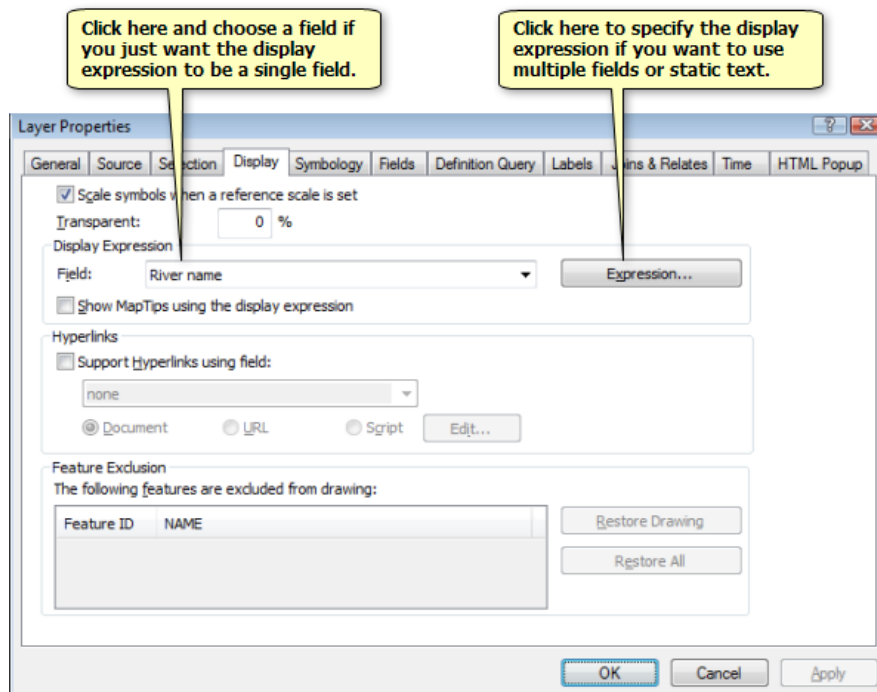 Click here and choose a field if
you just want the display
expression to be a single field.
Click here to specify the display
expression if you want to use
multiple fields or static text.
Layer Properties
General Source Selection Display Symbology Fields Definition Query Labels Joins & Relates Time HTML Popup
Scale symbols when a reference scale is set
Transparent: 0 %
Display Expression
Field: River name Expression...
Show MapTips using the display expression
Hyperlinks
Support Hyperlinks using field:
none
Document URL Script Edit...
Feature Exclusion
The following features are excluded from drawing:
Feature ID NAME Restore Drawing
Restore All
OK Cancel Apply